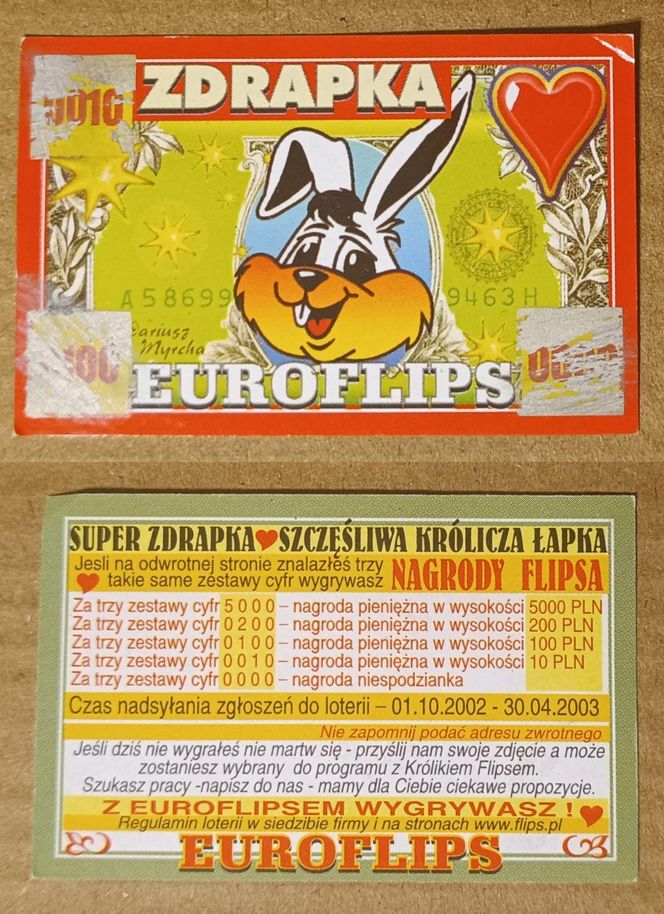 0010
ZDRAPKA
A58699
9463H
Dariusz
Myrcha
EUROFLIPS
SUPER ZDRAPKA SZCZĘŚLIWA KRÓLICZA ŁAPKA
Jesli na odwrotnej stronie znalazłéś trzy
takie same zéstawy cyfr wygrywasz NAGRODY FLIPSA
Za trzy zestawy cyfr 5000 – nagroda pieniężna w wysokości 5000 PLN
Za trzy zestawy cyfr 0200 – nagroda pieniężna w wysokości 200 PLN
Za trzy zestawy cyfr 0100 – nagroda pieniężna w wysokości 100 PLN
Za trzy zestawy cyfr 0010 – nagroda pieniężna w wysokości 10 PLN
Za trzy zestawy cyfr 0000 – nagroda niespodzianka
Czas nadsyłania zgłoszeń do loterii – 01.10.2002 - 30.04.2003
Nie zapomnij podać adresu zwrotnego
Jeśli dziś nie wygrałeś nie martw się - przyślij nam swoje zdjęcie a może
zostaniesz wybrany do programu z Królikiem Flipsem.
Szukasz pracy -napisz do nas - mamy dla Ciebie ciekawe propozycje.
Z EUROFLIPSEM WYGRYWASZ !
Regulamin loterii w siedzibie firmy i na stronach www.flips.pl
EUROFLIPS